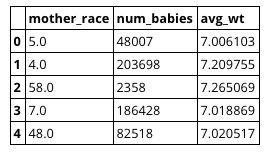 mother_race num_babies avg_wt
0 5.0 48007 7.006103
1 4.0 203698 7.209755
2 58.0 2358 7.265069
3 7.0 186428 7.018869
4 48.0 82518 7.020517